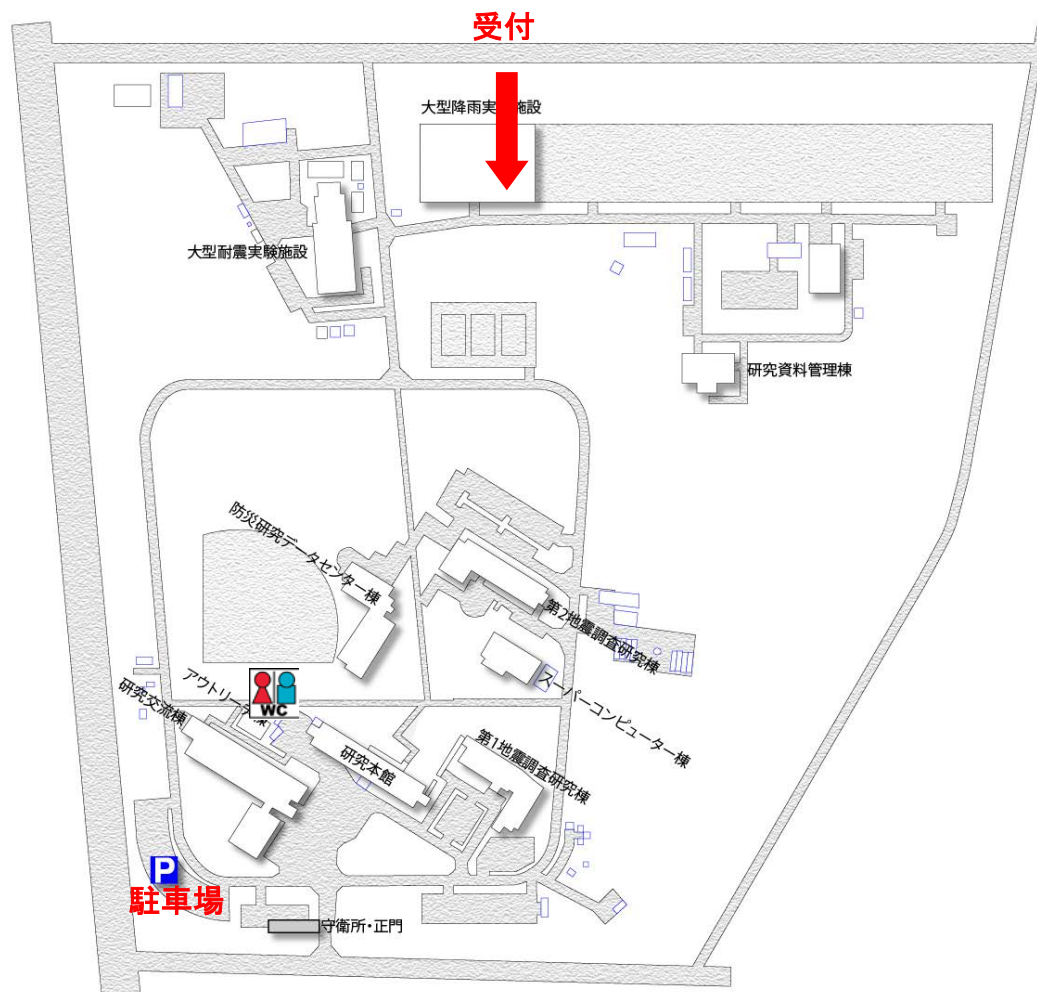 受付
大型降雨実験施設
大型耐震実験施設
研究資料管理棟
防災研究データセンター棟
第2地震調査研究棟
スーパーコンピューター棟
アウトリーチ棟
WC
研究交流棟
研究本館
第1地震調査研究棟
P
駐車場
守衛所・正門